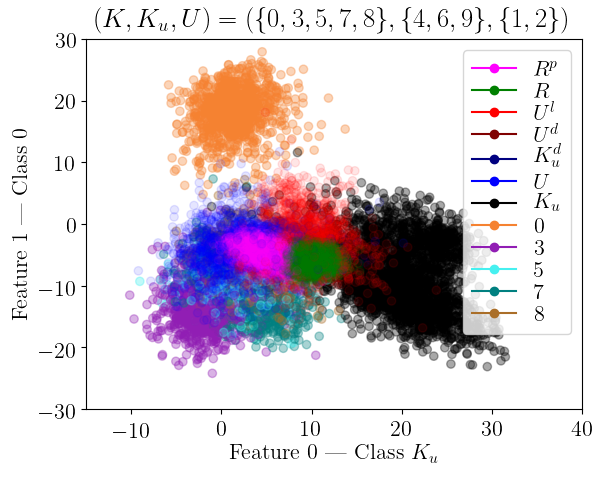 (K, K_u, U) = ({0, 3, 5, 7, 8}, {4, 6, 9}, {1, 2})
30
20
10
0
−10
−20
−30
Feature 1 — Class 0
R^p
R
U^l
U^d
K_u^d
U
K_u
0
3
5
7
8
−10
0
10
20
30
40
Feature 0 — Class K_u